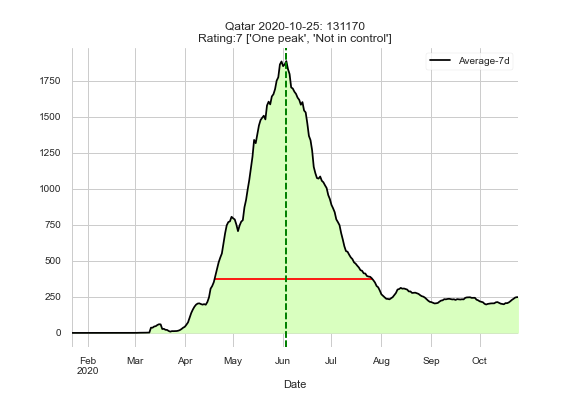 Qatar 2020-10-25: 131170
Rating:7 ['One peak', 'Not in control']
Average-7d
1750
1500
1250
1000
750
500
250
0
Feb Mar Apr May Jun Jul Aug Sep Oct
2020
Date